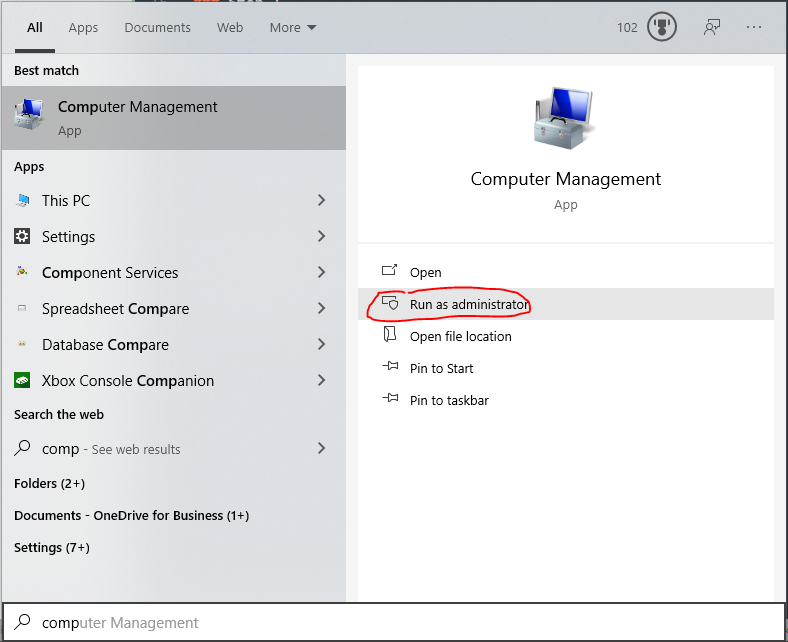 All Apps Documents Web More 102 ...
Best match
Computer Management
App
Apps
This PC
Settings
Component Services
Spreadsheet Compare
Database Compare
Xbox Console Companion
Search the web
comp - See web results
Folders (2+)
Documents - OneDrive for Business (1+)
Settings (7+)
Computer Management
App
Open
Run as administrator
Open file location
Pin to Start
Pin to taskbar
computer Management